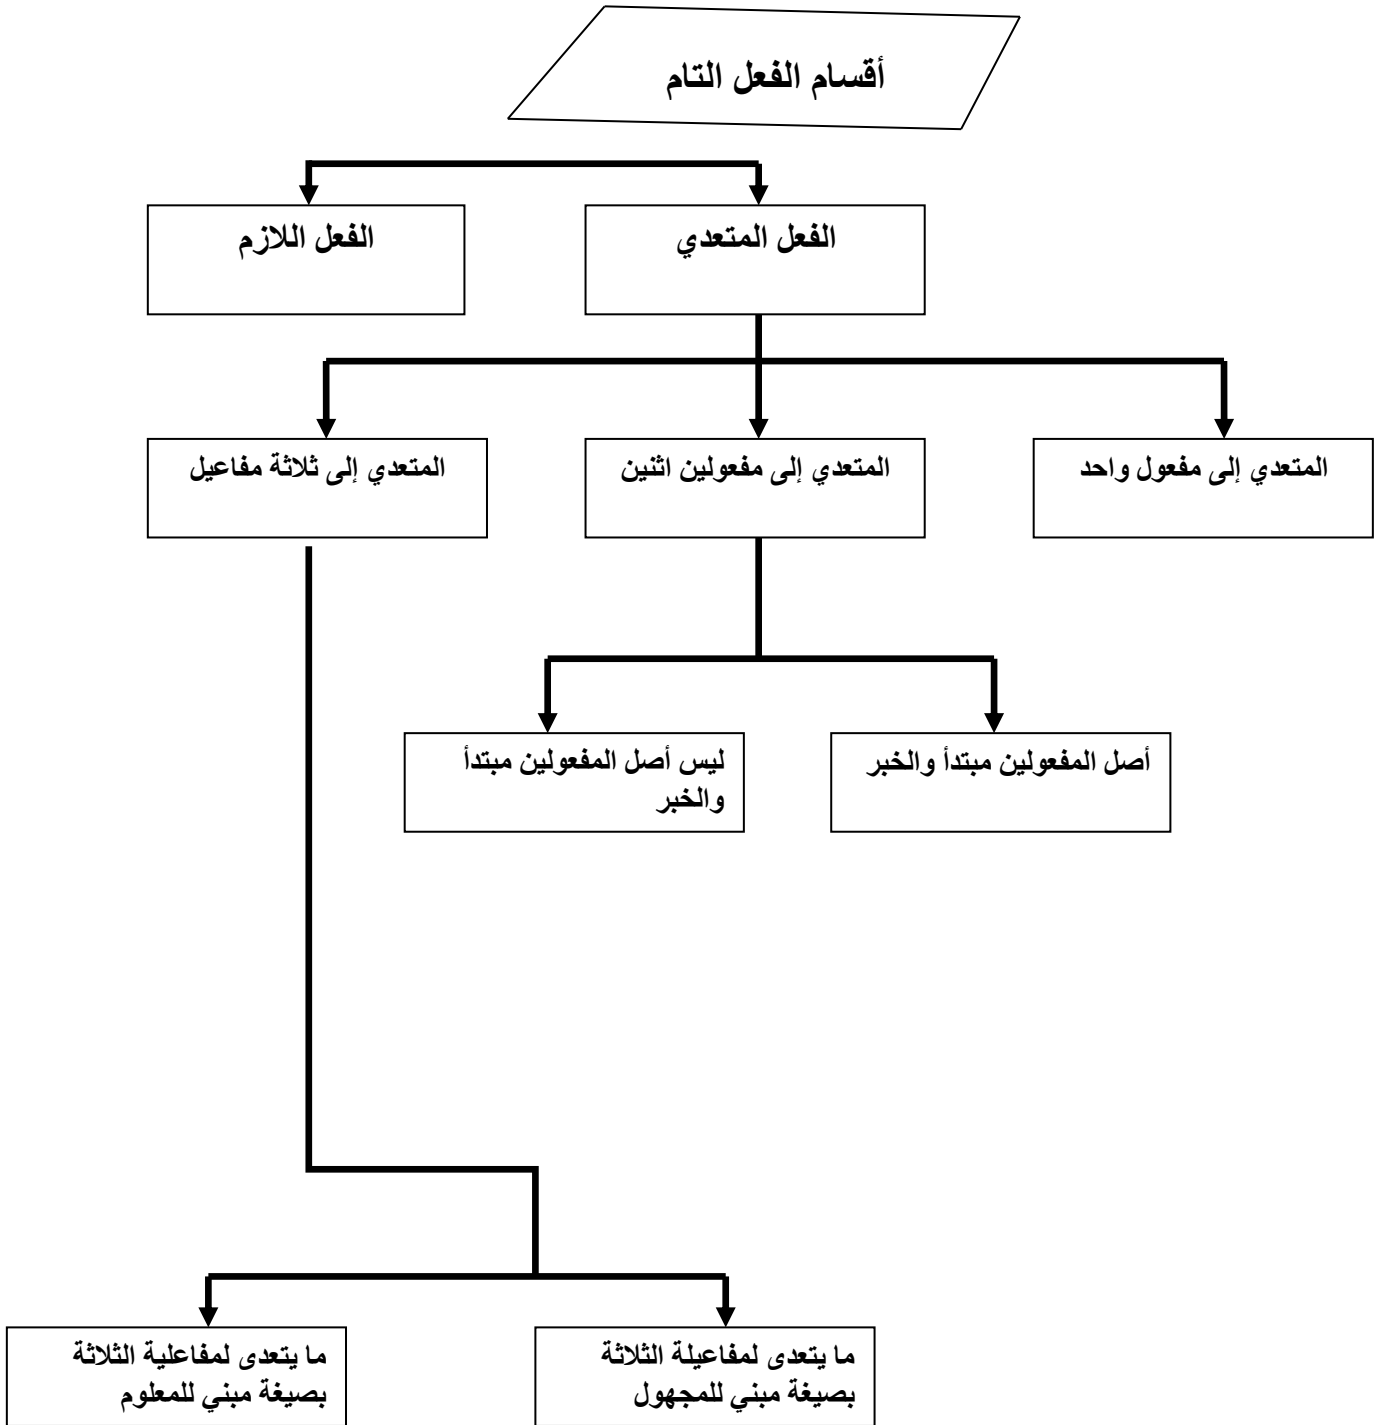 أقسام الفعل التام
الفعل المتعدي
الفعل اللازم
المتعدي إلى مفعول واحد
المتعدي إلى مفعولين اثنين
المتعدي إلى ثلاثة مفاعيل
أصل المفعولين مبتدأ والخبر
ليس أصل المفعولين مبتدأ
والخبر
ما يتعدى لمفاعيلة الثلاثة
بصيغة مبني للمجهول
ما يتعدى لمفاعلية الثلاثة
بصيغة مبني للمعلوم